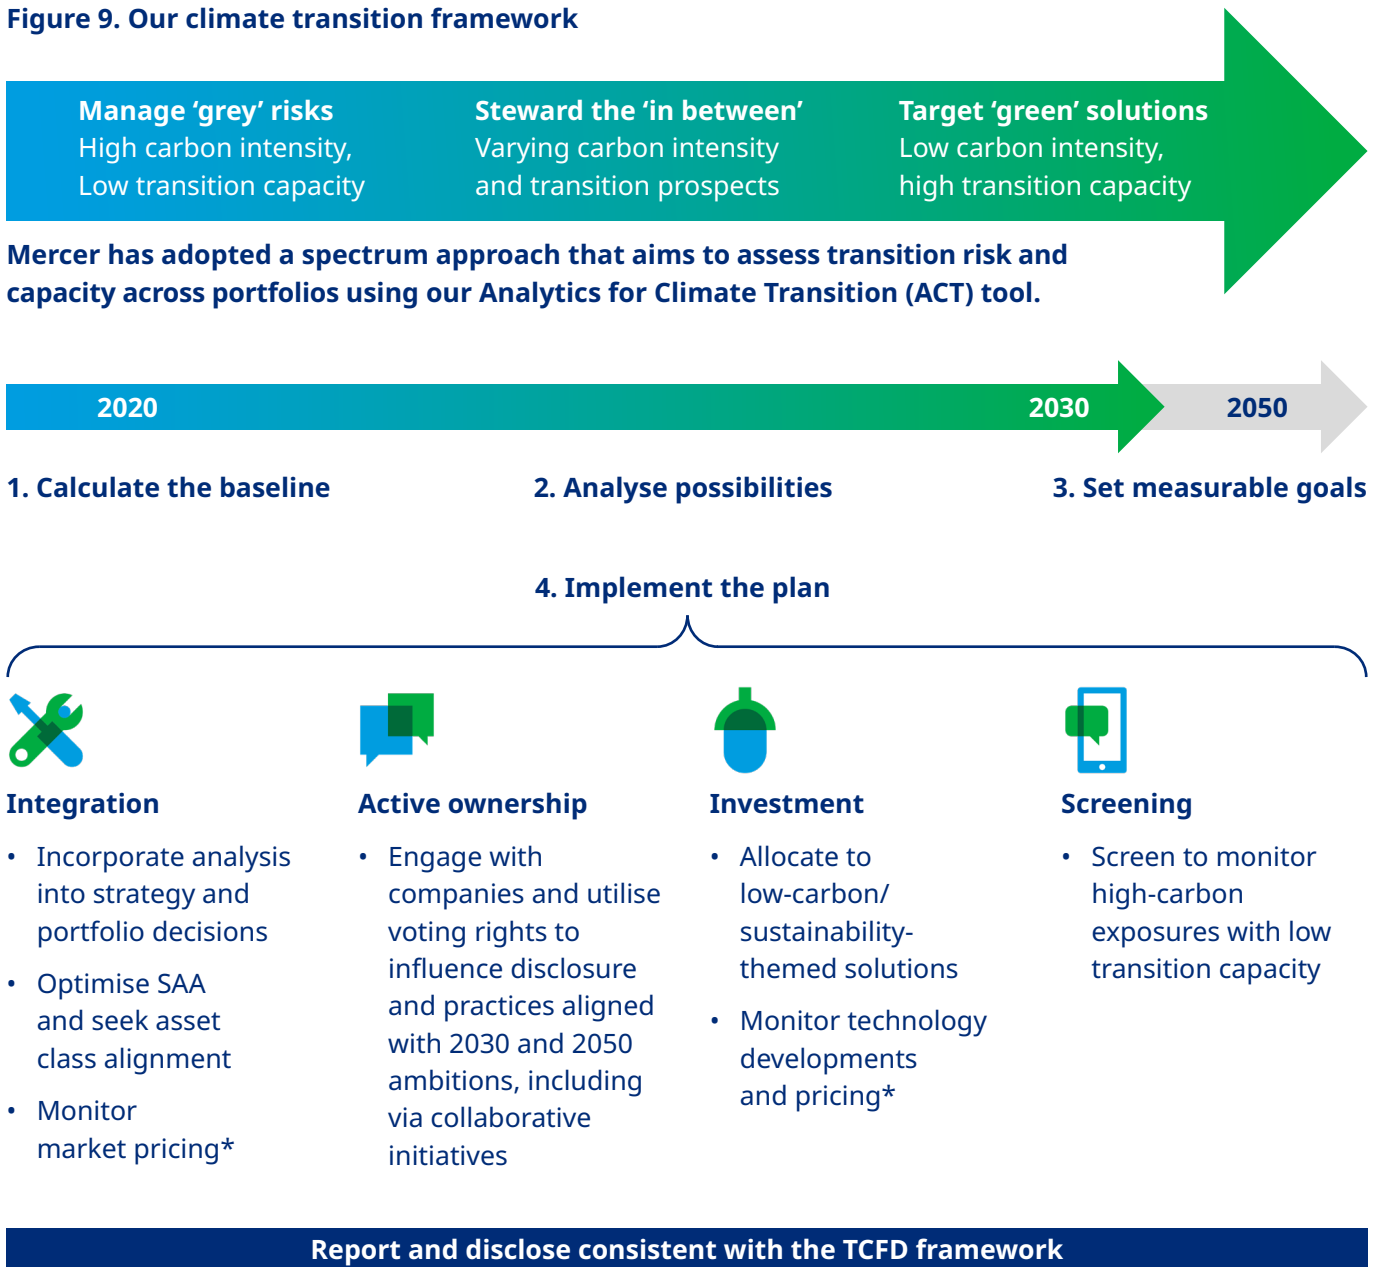 Figure 9. Our climate transition framework
Manage ‘grey’ risks
High carbon intensity,
Low transition capacity
Steward the ‘in between’
Varying carbon intensity
and transition prospects
Target ‘green’ solutions
Low carbon intensity,
high transition capacity
Mercer has adopted a spectrum approach that aims to assess transition risk and
capacity across portfolios using our Analytics for Climate Transition (ACT) tool.
2020
2030
2050
1. Calculate the baseline
2. Analyse possibilities
3. Set measurable goals
4. Implement the plan
Integration
• Incorporate analysis
into strategy and
portfolio decisions
• Optimise SAA
and seek asset
class alignment
• Monitor
market pricing*
Active ownership
• Engage with
companies and utilise
voting rights to
influence disclosure
and practices aligned
with 2030 and 2050
ambitions, including
via collaborative
initiatives
Investment
• Allocate to
low-carbon/
sustainability-
themed solutions
• Monitor technology
developments
and pricing*
Screening
• Screen to monitor
high-carbon
exposures with low
transition capacity
Report and disclose consistent with the TCFD framework